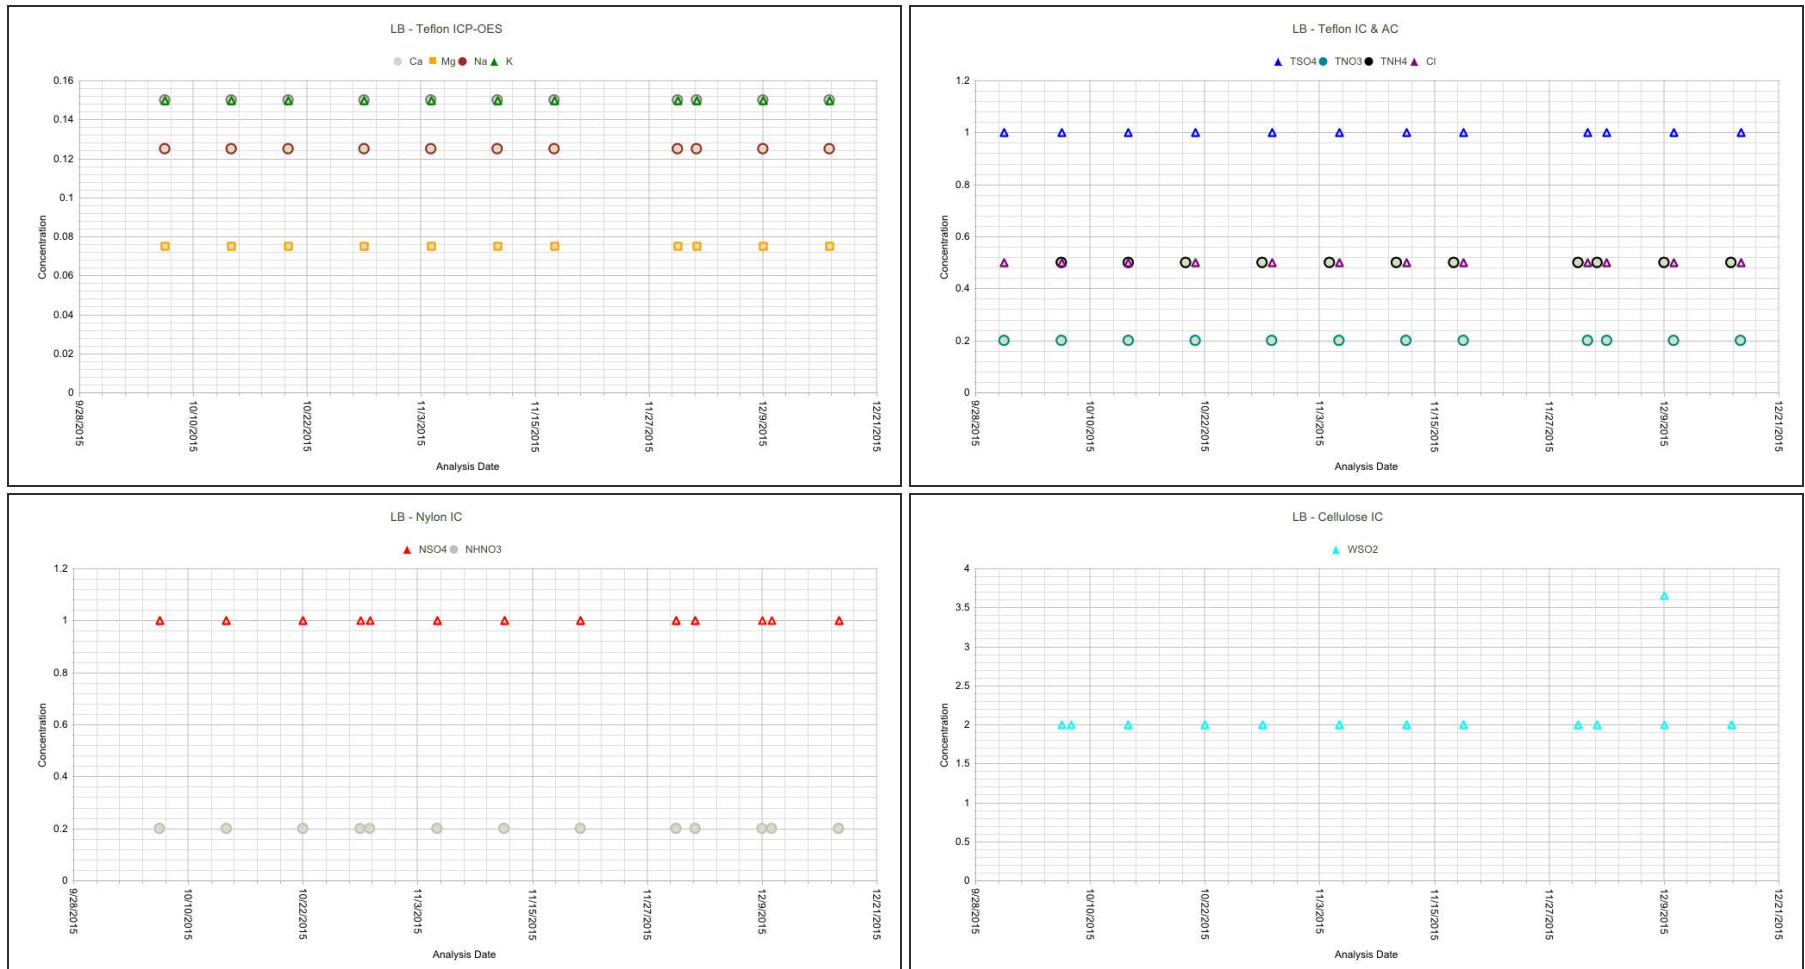 LB - Teflon ICP-OES
Ca Mg Na K
0.16
0.14
0.12
0.1
0.08
0.06
0.04
0.02
0
Concentration
9/28/2015 10/10/2015 10/22/2015 11/3/2015 11/15/2015 11/27/2015 12/9/2015 12/21/2015
Analysis Date
LB - Teflon IC & AC
TSO4 TNO3 TNH4 Cl
1.2
1
0.8
0.6
0.4
0.2
0
Concentration
9/28/2015 10/10/2015 10/22/2015 11/3/2015 11/15/2015 11/27/2015 12/9/2015 12/21/2015
Analysis Date
LB - Nylon IC
NSO4 NHNO3
1.2
1
0.8
0.6
0.4
0.2
0
Concentration
9/28/2015 10/10/2015 10/22/2015 11/3/2015 11/15/2015 11/27/2015 12/9/2015 12/21/2015
Analysis Date
LB - Cellulose IC
WSO2
4
3.5
3
2.5
2
1.5
1
0.5
0
Concentration
9/28/2015 10/10/2015 10/22/2015 11/3/2015 11/15/2015 11/27/2015 12/9/2015 12/21/2015
Analysis Date